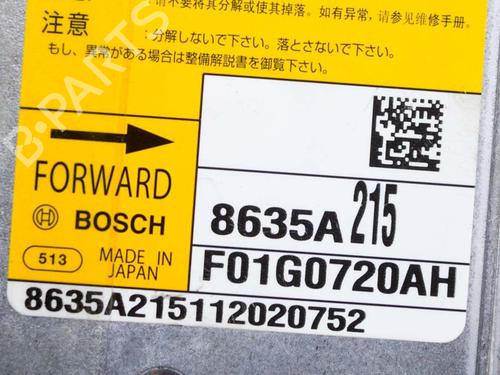 请不要将其分解或使其掉落。如有异常，请参见维修手册.
注意
：分解しないで下さい。落とさないで下さい。
もし、異常がある場合は整備解説書を御覧下さい。
B-PARTS
FORWARD
BOSCH
8635A 215
513
MADE IN
JAPAN
F01G0720AH
8635A215112020752